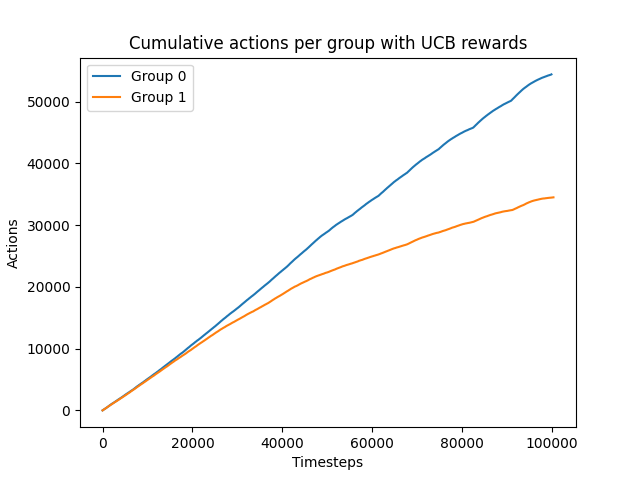 Cumulative actions per group with UCB rewards
Group 0
Group 1
50000
40000
30000
20000
10000
0
Actions
0 20000 40000 60000 80000 100000
Timesteps